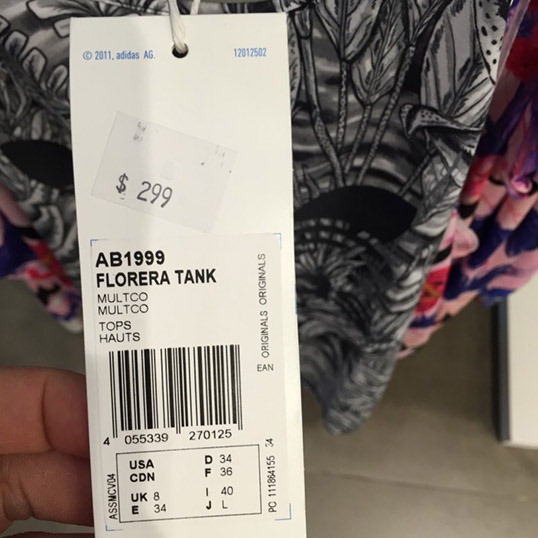 © 2011, adidas AG.
12012502
$ 299
AB1999
FLORERA TANK
MULTCO
MULTCO
TOPS
HAUTS
EAN ORIGINALS ORIGINALS
4 055339 270125
ASSMCV04
USA
CDN
UK 8
E 34
D 34
F 36
I 40
J L
PC 111864155 34